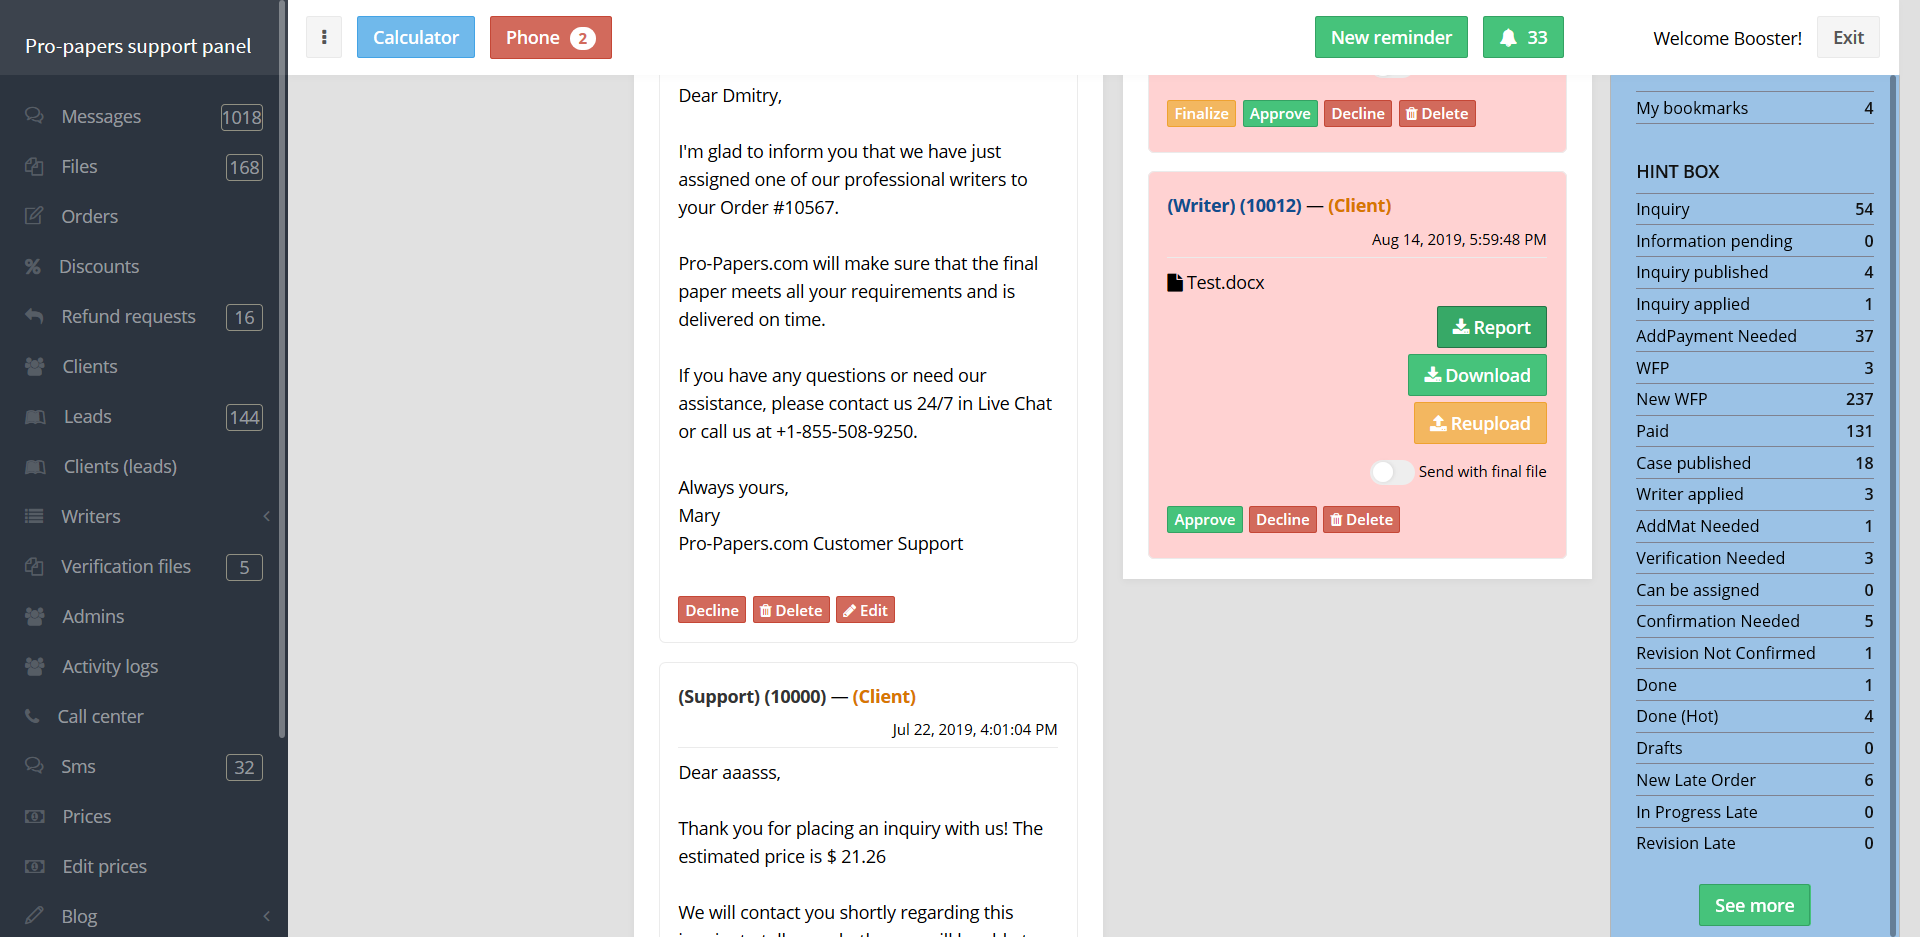 Pro-papers support panel
Messages 1018
Files 168
Orders
Discounts
Refund requests 16
Clients
Leads 144
Clients (leads)
Writers
Verification files 5
Admins
Activity logs
Call center
Sms 32
Prices
Edit prices
Blog
Calculator
Phone 2
New reminder
33
Welcome Booster!
Exit
Dear Dmitry,
I'm glad to inform you that we have just
assigned one of our professional writers to
your Order #10567.
Pro-Papers.com will make sure that the final
paper meets all your requirements and is
delivered on time.
If you have any questions or need our
assistance, please contact us 24/7 in Live Chat
or call us at +1-855-508-9250.
Always yours,
Mary
Pro-Papers.com Customer Support
Decline Delete Edit
(Support) (10000) — (Client)
Jul 22, 2019, 4:01:04 PM
Dear aaasss,
Thank you for placing an inquiry with us! The
estimated price is $ 21.26
We will contact you shortly regarding this
Finalize Approve Decline Delete
(Writer) (10012) — (Client)
Aug 14, 2019, 5:59:48 PM
Test.docx
Report
Download
Reupload
Send with final file
Approve Decline Delete
My bookmarks 4
HINT BOX
Inquiry 54
Information pending 0
Inquiry published 4
Inquiry applied 1
AddPayment Needed 37
WFP 3
New WFP 237
Paid 131
Case published 18
Writer applied 3
AddMat Needed 1
Verification Needed 3
Can be assigned 0
Confirmation Needed 5
Revision Not Confirmed 1
Done 1
Done (Hot) 4
Drafts 0
New Late Order 6
In Progress Late 0
Revision Late 0
See more